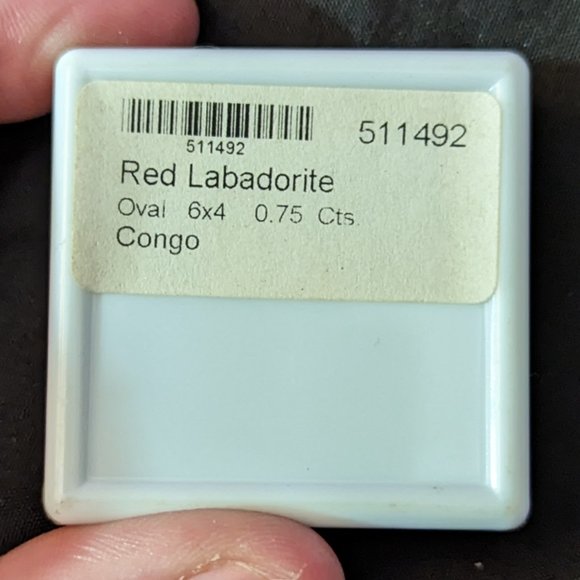 511492
511492
Red Labadorite
Oval 6x4 0.75 Cts.
Congo